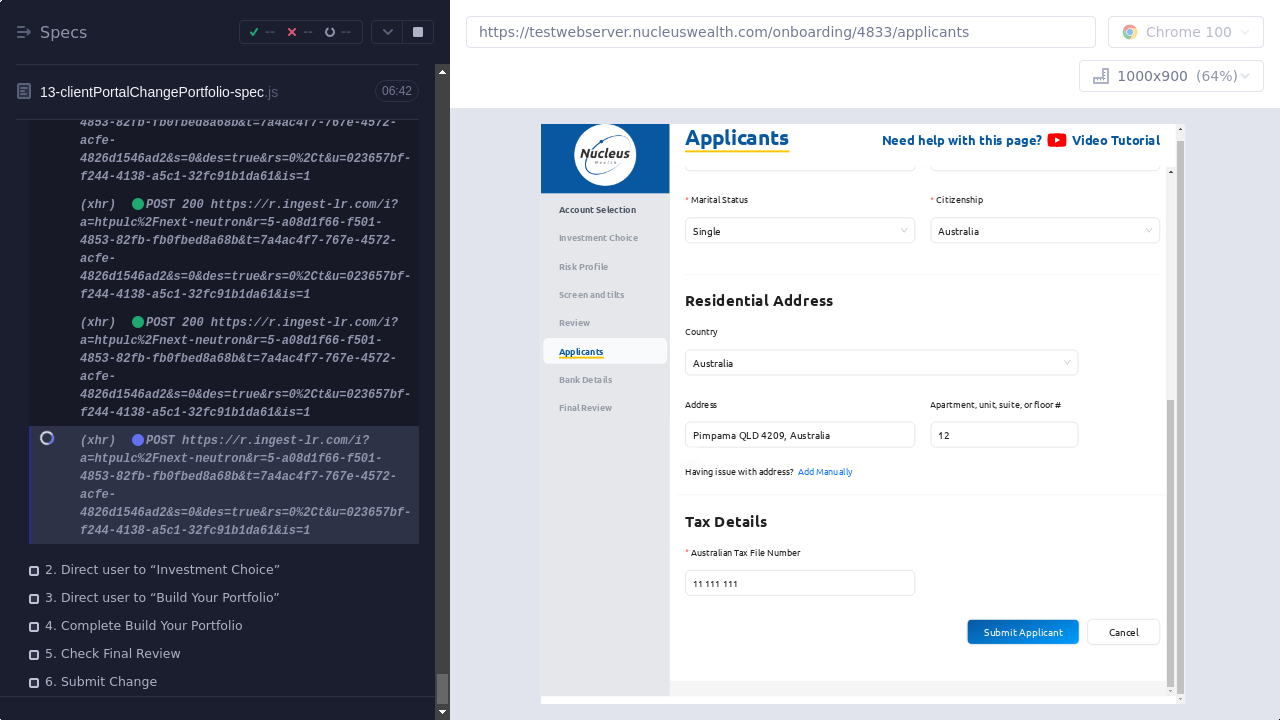 Specs
--
--
--
https://testwebserver.nucleuswealth.com/onboarding/4833/applicants
Chrome 100
1000x900 (64%)
13-clientPortalChangePortfolio-spec.js
06:42
4853-82fb-fb0fbed8a68b&t=7a4ac4f7-767e-4572-
acfe-
4826d1546ad2&s=0&des=true&rs=0%2Ct&u=023657bf-
f244-4138-a5c1-32fc91b1da61&is=1
(xhr) POST 200 https://r.ingest-lr.com/i?
a=htpulc%2Fnext-neutron&r=5-a08d1f66-f501-
4853-82fb-fb0fbed8a68b&t=7a4ac4f7-767e-4572-
acfe-
4826d1546ad2&s=0&des=true&rs=0%2Ct&u=023657bf-
f244-4138-a5c1-32fc91b1da61&is=1
(xhr) POST 200 https://r.ingest-lr.com/i?
a=htpulc%2Fnext-neutron&r=5-a08d1f66-f501-
4853-82fb-fb0fbed8a68b&t=7a4ac4f7-767e-4572-
acfe-
4826d1546ad2&s=0&des=true&rs=0%2Ct&u=023657bf-
f244-4138-a5c1-32fc91b1da61&is=1
(xhr) POST https://r.ingest-lr.com/i?
a=htpulc%2Fnext-neutron&r=5-a08d1f66-f501-
4853-82fb-fb0fbed8a68b&t=7a4ac4f7-767e-4572-
acfe-
4826d1546ad2&s=0&des=true&rs=0%2Ct&u=023657bf-
f244-4138-a5c1-32fc91b1da61&is=1
2. Direct user to “Investment Choice”
3. Direct user to “Build Your Portfolio”
4. Complete Build Your Portfolio
5. Check Final Review
6. Submit Change
Nucleus
Wealth
Account Selection
Investment Choice
Risk Profile
Screen and tilts
Review
Applicants
Bank Details
Final Review
Applicants
Need help with this page? Video Tutorial
* Marital Status
* Citizenship
Single
Australia
Residential Address
Country
Australia
Address
Apartment, unit, suite, or floor #
Pimpama QLD 4209, Australia
12
Having issue with address? Add Manually
Tax Details
* Australian Tax File Number
11 111 111
Submit Applicant
Cancel